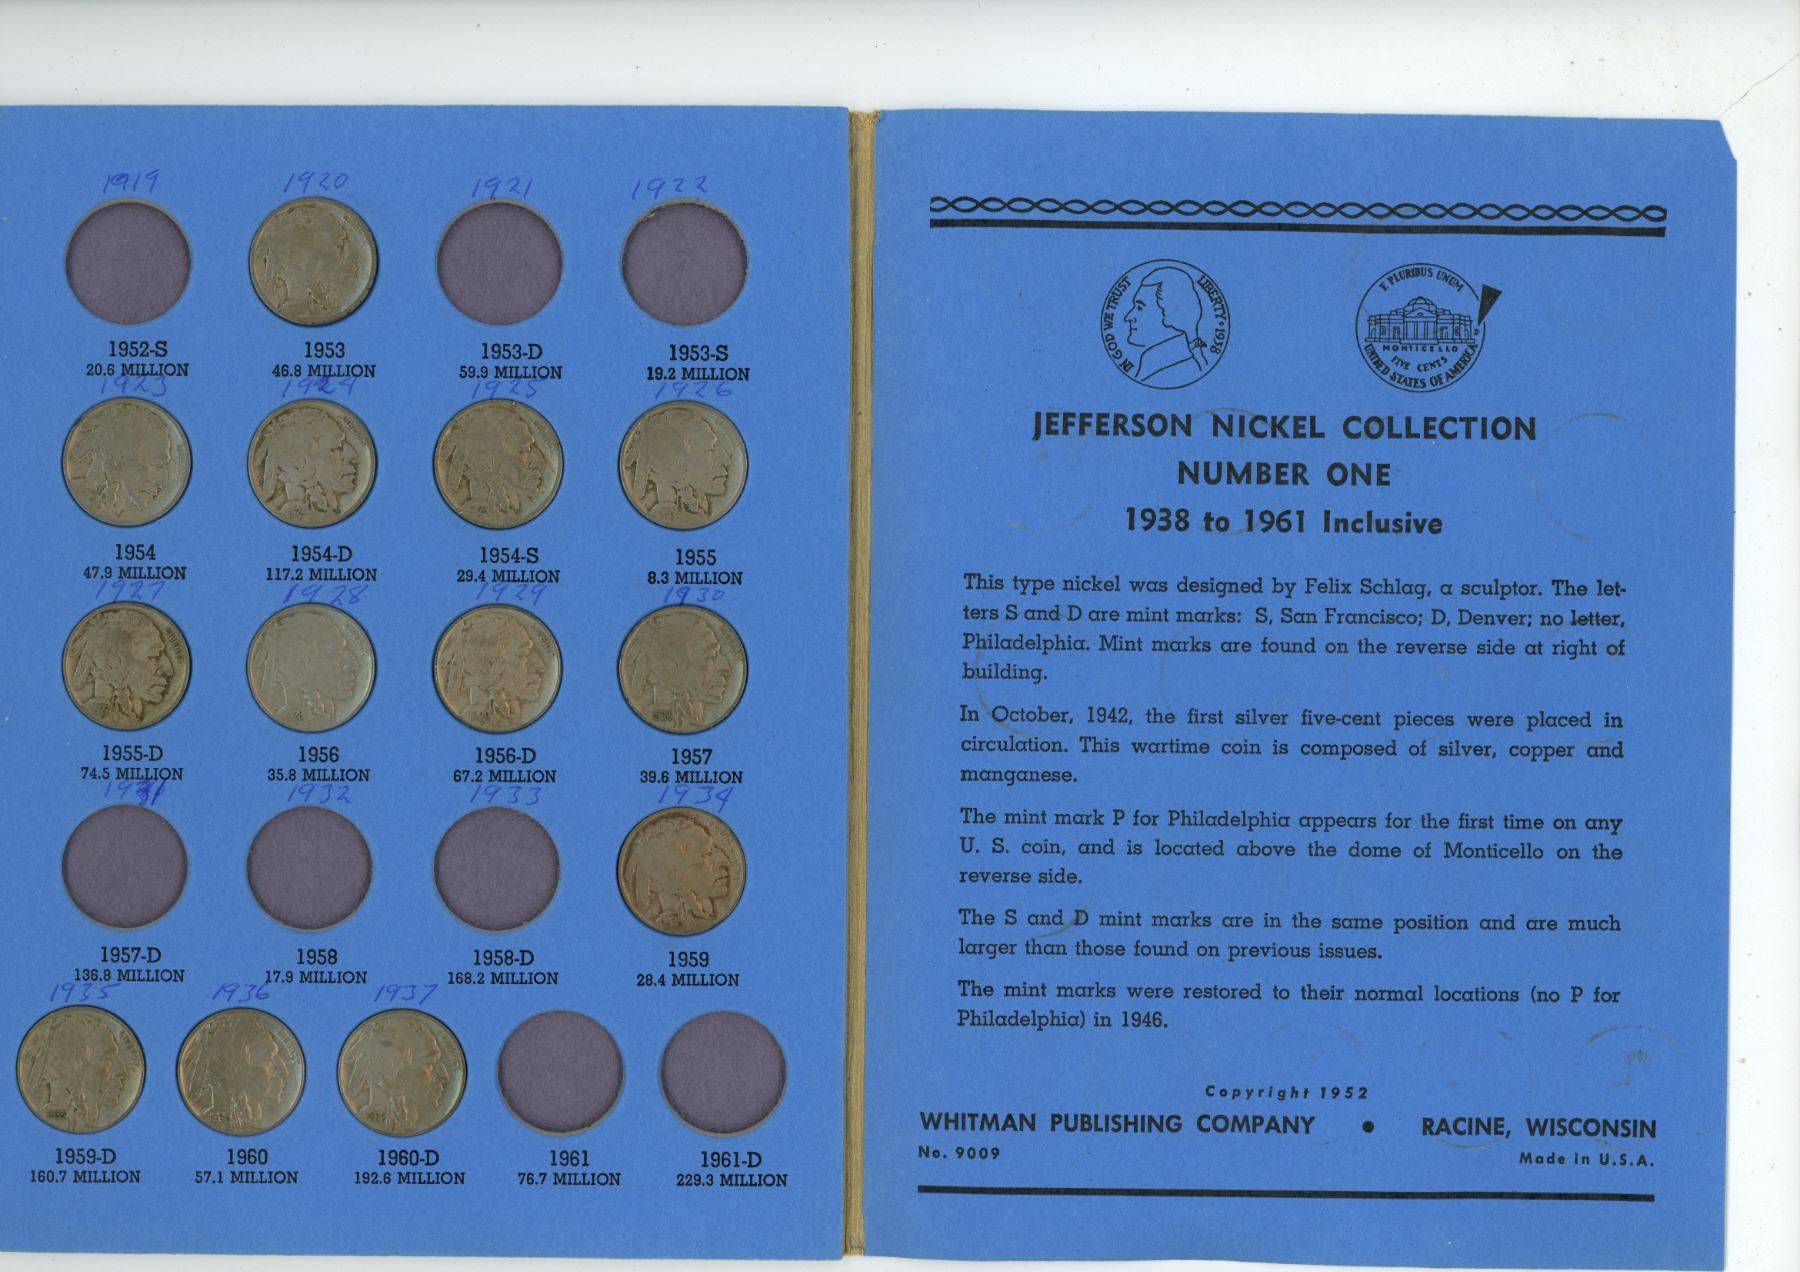 1919 1920 1921 1922
1952-S 1953 1953-D 1953-S
20.6 MILLION 46.8 MILLION 59.9 MILLION 19.2 MILLION
1923 1924 1925 1926
1954 1954-D 1954-S 1955
47.9 MILLION 117.2 MILLION 29.4 MILLION 8.3 MILLION
1927 1928 1929 1930
1955-D 1956 1956-D 1957
74.5 MILLION 35.8 MILLION 67.2 MILLION 39.6 MILLION
1931 1932 1933 1934
1957-D 1958 1958-D 1959
136.8 MILLION 17.9 MILLION 168.2 MILLION 28.4 MILLION
1935 1936 1937
1959-D 1960 1960-D 1961 1961-D
160.7 MILLION 57.1 MILLION 192.6 MILLION 76.7 MILLION 229.3 MILLION
IN GOD WE TRUST LIBERTY 1938
E PLURIBUS UNUM
MONTICELLO
FIVE CENTS
UNITED STATES OF AMERICA
D
JEFFERSON NICKEL COLLECTION
NUMBER ONE
1938 to 1961 Inclusive
This type nickel was designed by Felix Schlag, a sculptor. The let-
ters S and D are mint marks: S, San Francisco; D, Denver; no letter,
Philadelphia. Mint marks are found on the reverse side at right of
building.
In October, 1942, the first silver five-cent pieces were placed in
circulation. This wartime coin is composed of silver, copper and
manganese.
The mint mark P for Philadelphia appears for the first time on any
U. S. coin, and is located above the dome of Monticello on the
reverse side.
The S and D mint marks are in the same position and are much
larger than those found on previous issues.
The mint marks were restored to their normal locations (no P for
Philadelphia) in 1946.
Copyright 1952
WHITMAN PUBLISHING COMPANY • RACINE, WISCONSIN
No. 9009
Made in U.S.A.